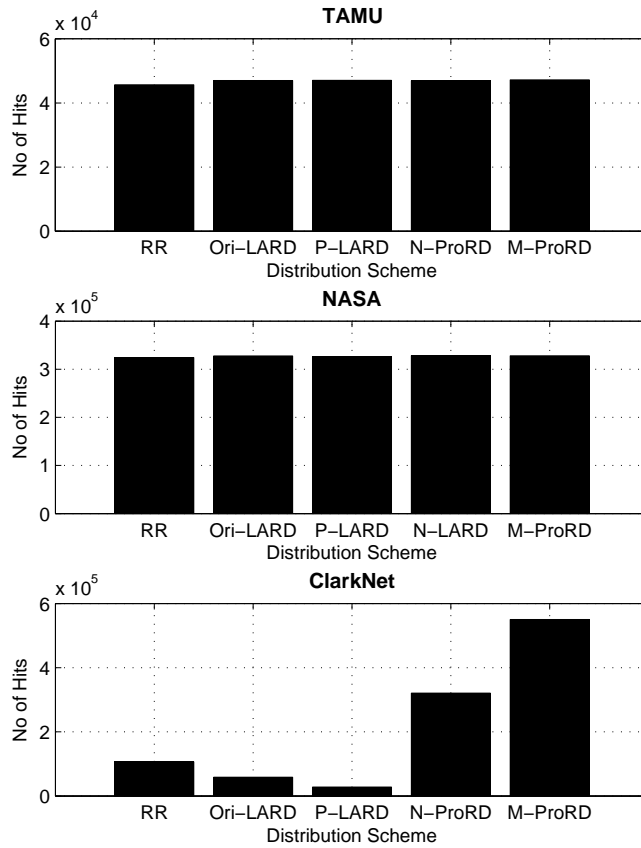 TAMU
x 10^4
6
4
2
0
No of Hits
RR Ori-LARD P-LARD N-ProRD M-ProRD
Distribution Scheme
NASA
x 10^5
4
3
2
1
0
No of Hits
RR Ori-LARD P-LARD N-LARD M-ProRD
Distribution Scheme
ClarkNet
x 10^5
6
4
2
0
No of Hits
RR Ori-LARD P-LARD N-ProRD M-ProRD
Distribution Scheme